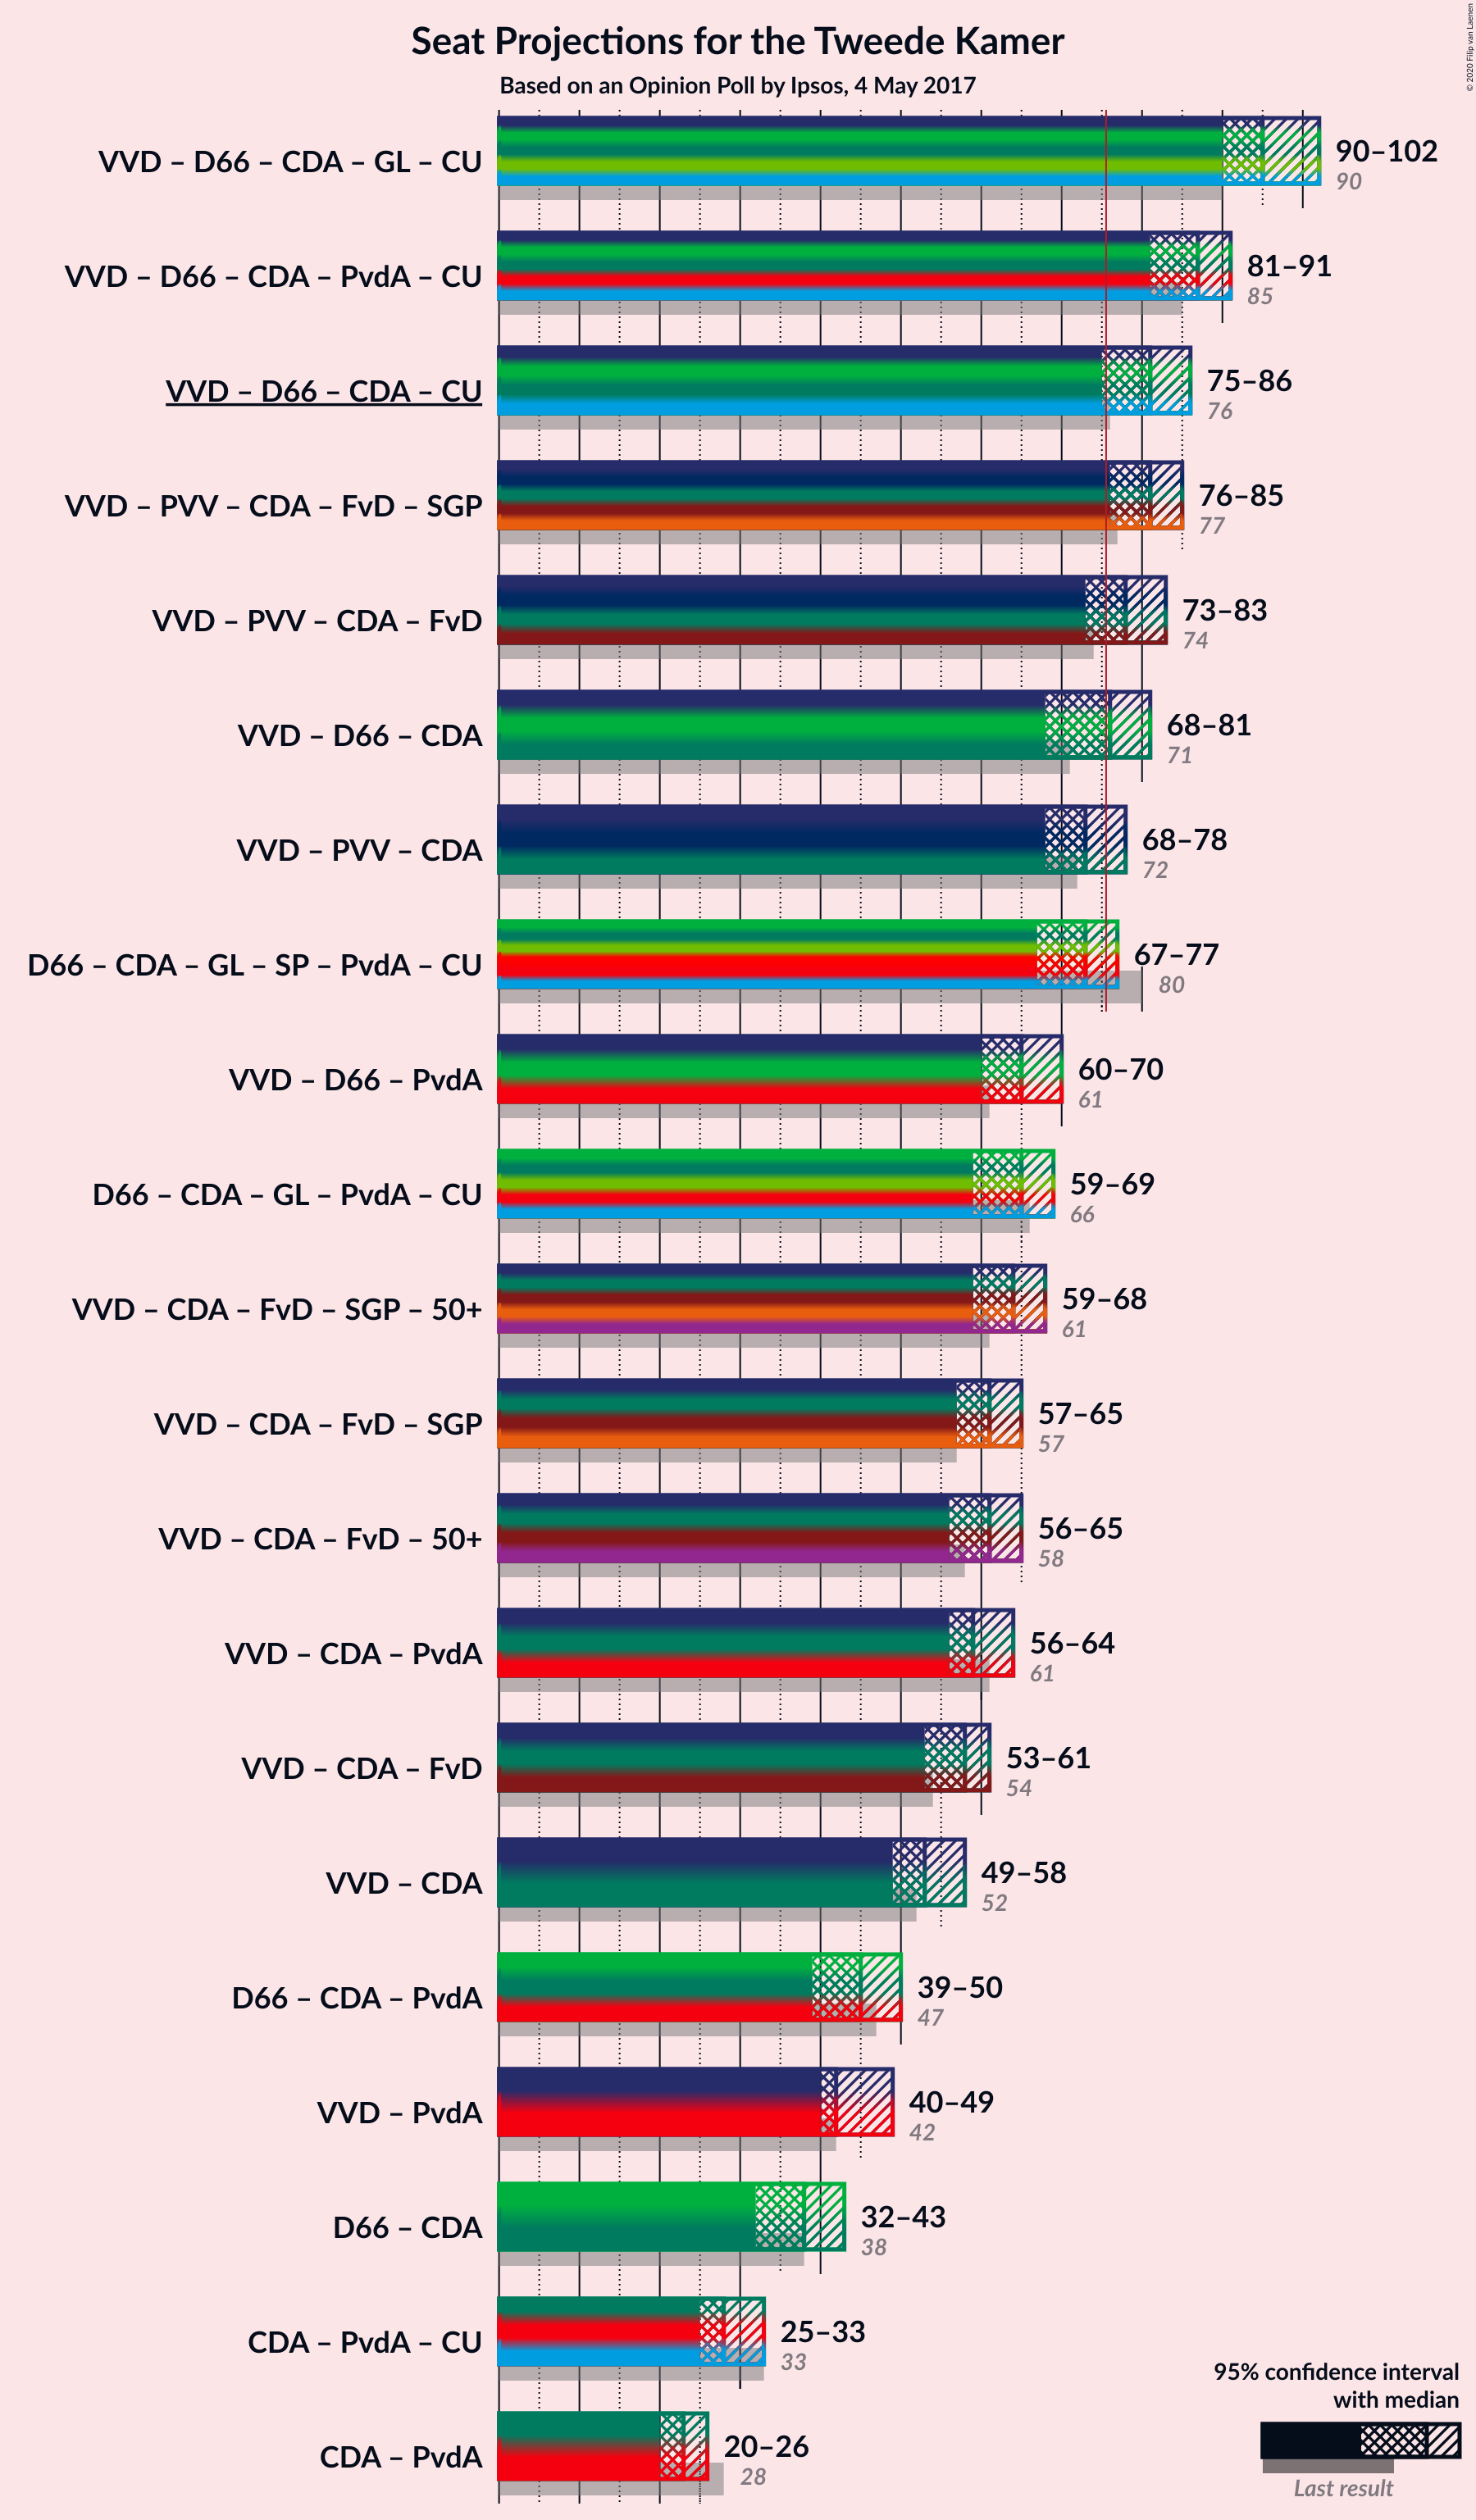 Seat Projections for the Tweede Kamer
Based on an Opinion Poll by Ipsos, 4 May 2017
© 2020 Filip van Laenen
VVD – D66 – CDA – GL – CU
90–102
90
VVD – D66 – CDA – PvdA – CU
81–91
85
VVD – D66 – CDA – CU
75–86
76
VVD – PVV – CDA – FvD – SGP
76–85
77
VVD – PVV – CDA – FvD
73–83
74
VVD – D66 – CDA
68–81
71
VVD – PVV – CDA
68–78
72
D66 – CDA – GL – SP – PvdA – CU
67–77
80
VVD – D66 – PvdA
60–70
61
D66 – CDA – GL – PvdA – CU
59–69
66
VVD – CDA – FvD – SGP – 50+
59–68
61
VVD – CDA – FvD – SGP
57–65
57
VVD – CDA – FvD – 50+
56–65
58
VVD – CDA – PvdA
56–64
61
VVD – CDA – FvD
53–61
54
VVD – CDA
49–58
52
D66 – CDA – PvdA
39–50
47
VVD – PvdA
40–49
42
D66 – CDA
32–43
38
CDA – PvdA – CU
25–33
33
CDA – PvdA
20–26
28
95% confidence interval
with median
Last result